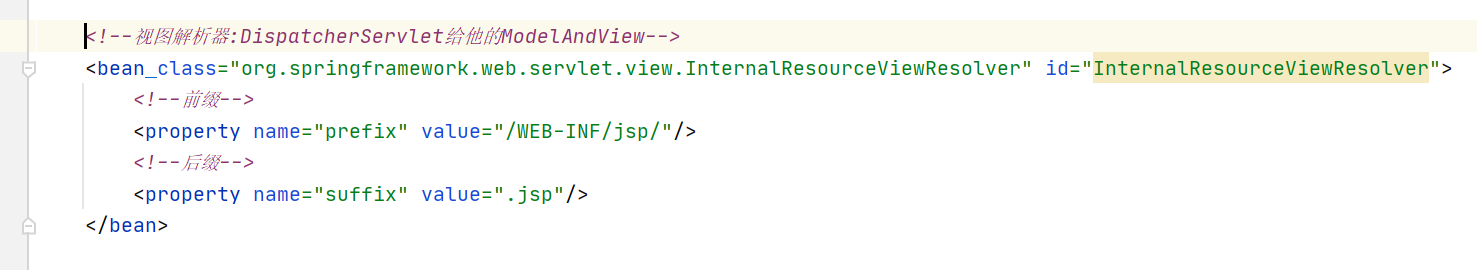 <!--视图解析器:DispatcherServlet给他的ModelAndView-->
<bean_class="org.springframework.web.servlet.view.InternalResourceViewResolver" id="InternalResourceViewResolver">
<!--前缀-->
<property name="prefix" value="/WEB-INF/jsp/"/>
<!--后缀-->
<property name="suffix" value=".jsp"/>
</bean>